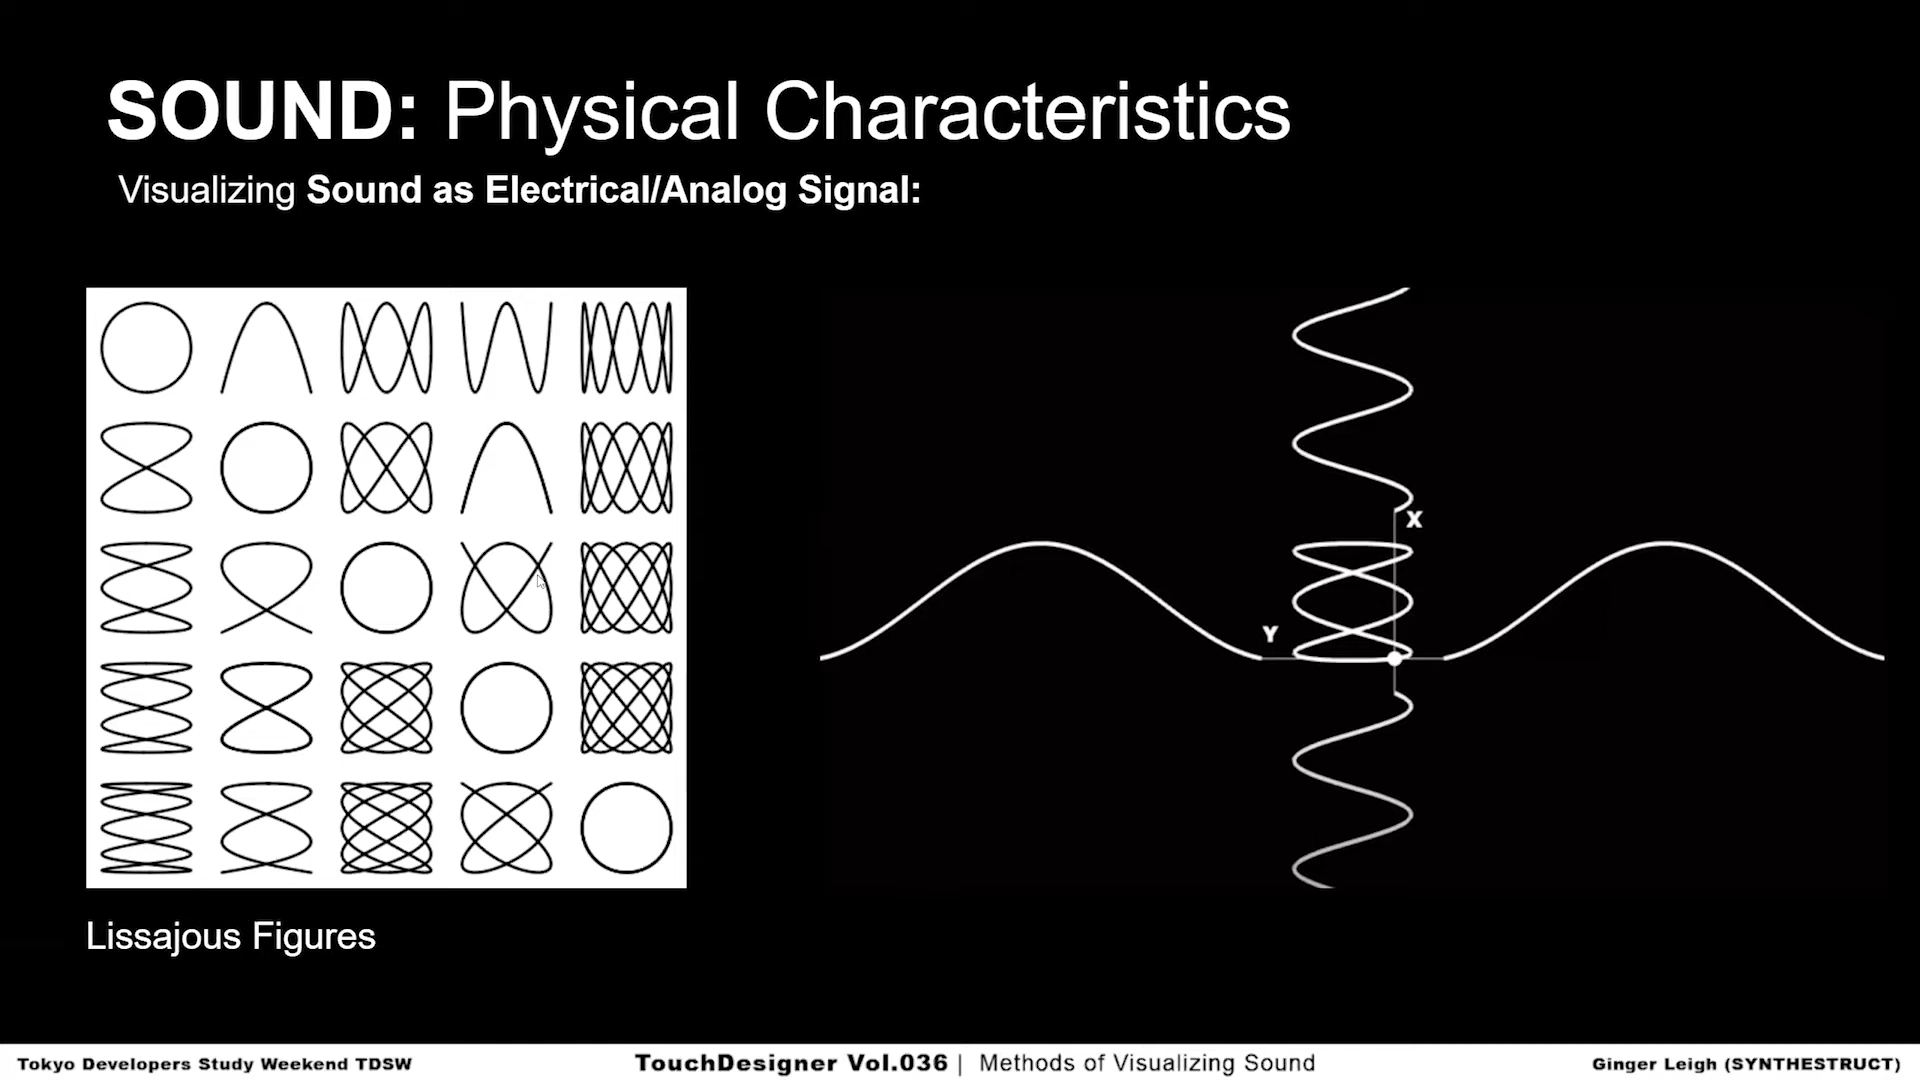 SOUND: Physical Characteristics
Visualizing Sound as Electrical/Analog Signal:
X
Y
Lissajous Figures
Tokyo Developers Study Weekend TDSW
TouchDesigner Vol.036 | Methods of Visualizing Sound
Ginger Leigh (SYNTHESTRUCT)